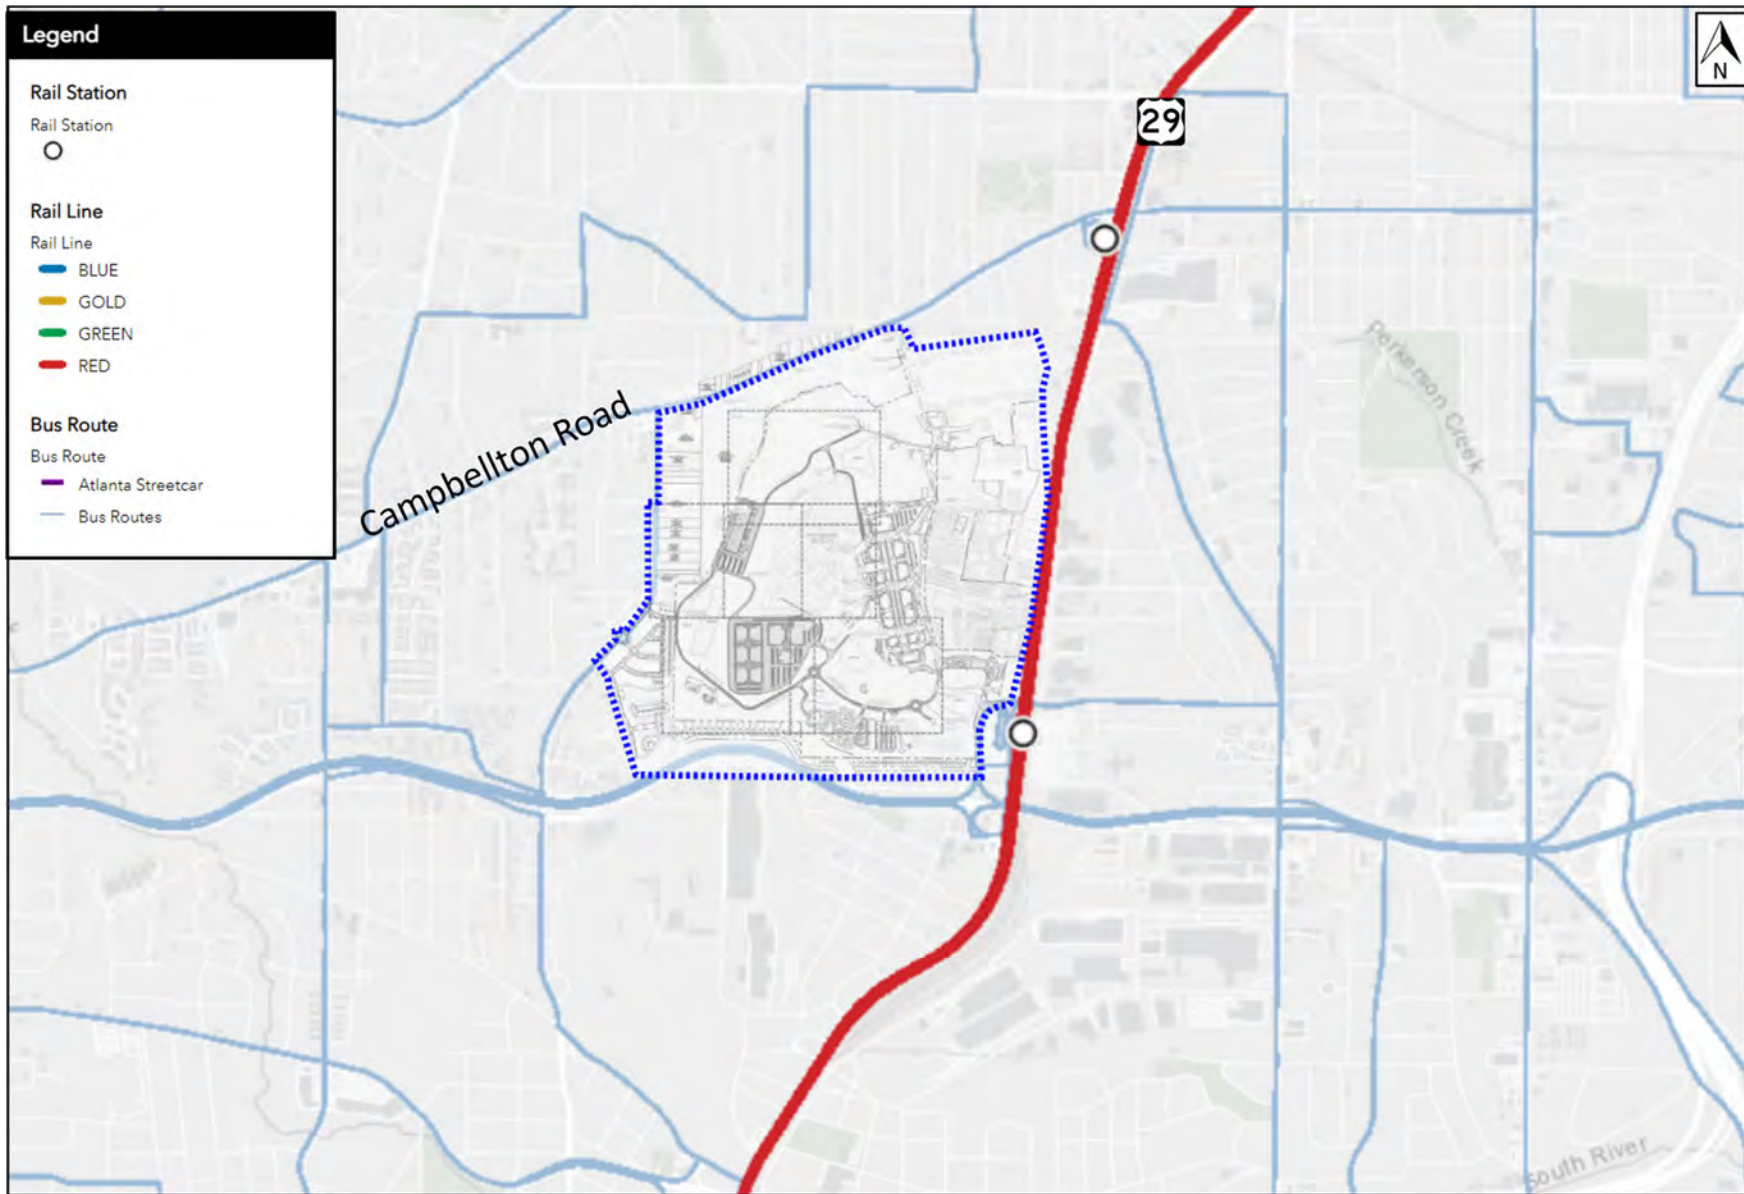 Legend
Rail Station
Rail Station
Rail Line
Rail Line
BLUE
GOLD
GREEN
RED
Bus Route
Bus Route
Atlanta Streetcar
Bus Routes
N
29
Campbellton Road
Perkerson Creek
South River